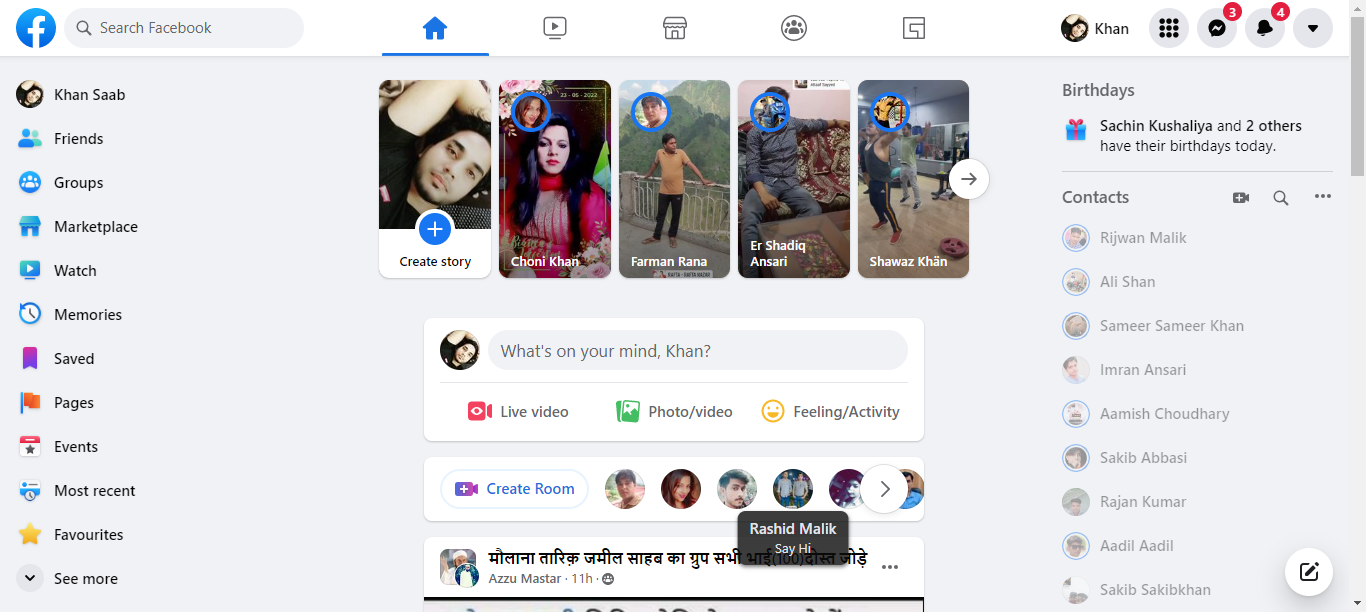 Search Facebook
Khan
3
4
Khan Saab
Friends
Groups
Marketplace
Watch
Memories
Saved
Pages
Events
Most recent
Favourites
See more
Create story
23 - 06 - 2022
Choni Khan
Farman Rana
Er Shadiq
Ansari
Shawaz Khän
What's on your mind, Khan?
Live video
Photo/video
Feeling/Activity
Create Room
Rashid Malik
Say Hi
मौलाना तारिक़ जमील साहब का ग्रुप सभी भाई(100)दोस्त जोड़े
Azzu Mastar · 11h ·
Birthdays
Sachin Kushaliya and 2 others
have their birthdays today.
Contacts
Rijwan Malik
Ali Shan
Sameer Sameer Khan
Imran Ansari
Aamish Choudhary
Sakib Abbasi
Rajan Kumar
Aadil Aadil
Sakib Sakibkhan